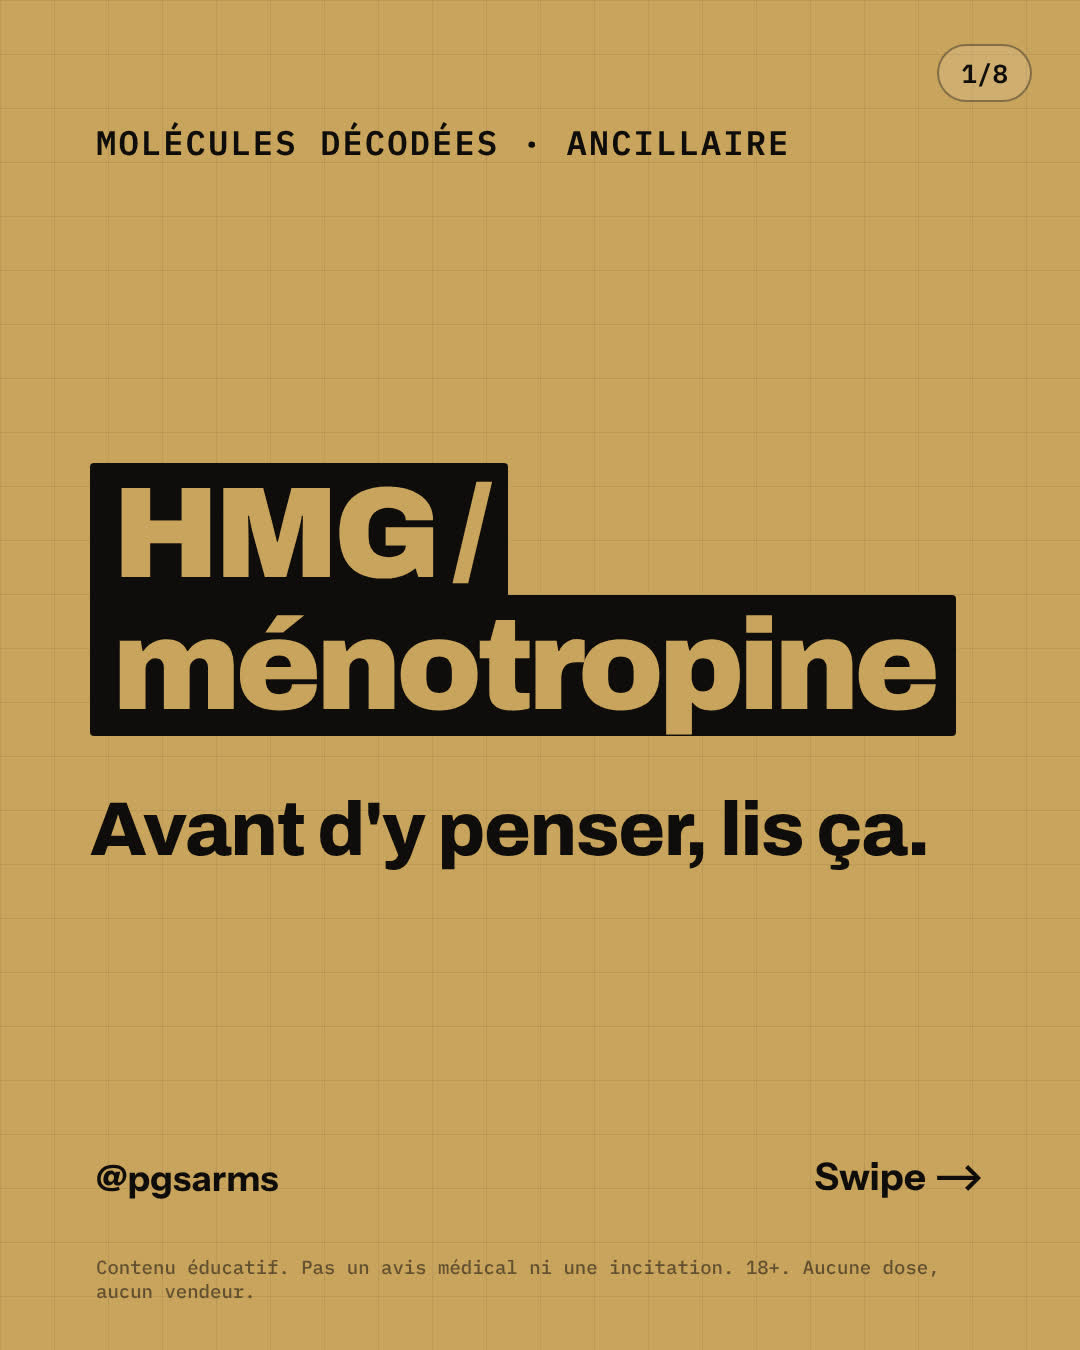 1/8
MOLÉCULES DÉCODÉES · ANCILLAIRE
HMG /
ménotropine
Avant d'y penser, lis ça.
@pgsarms
Swipe →
Contenu éducatif. Pas un avis médical ni une incitation. 18+. Aucune dose,
aucun vendeur.